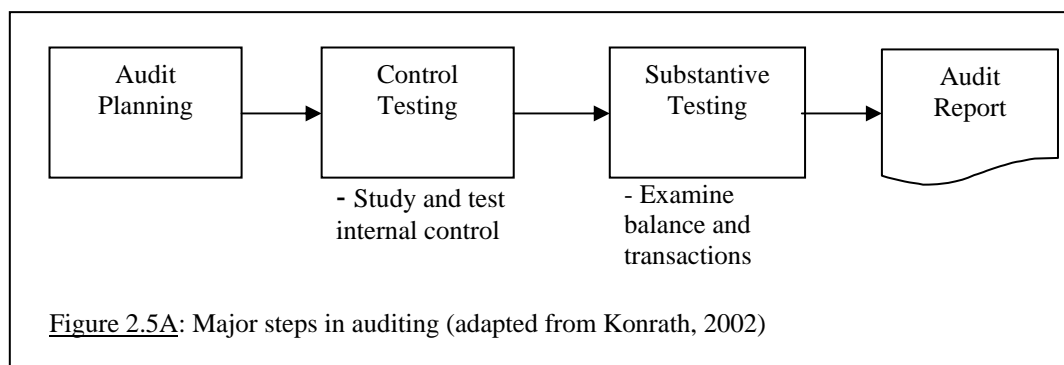 Audit
Planning
Control
Testing
Substantive
Testing
Audit
Report
- Study and test
internal control
- Examine
balance and
transactions
Figure 2.5A: Major steps in auditing (adapted from Konrath, 2002)